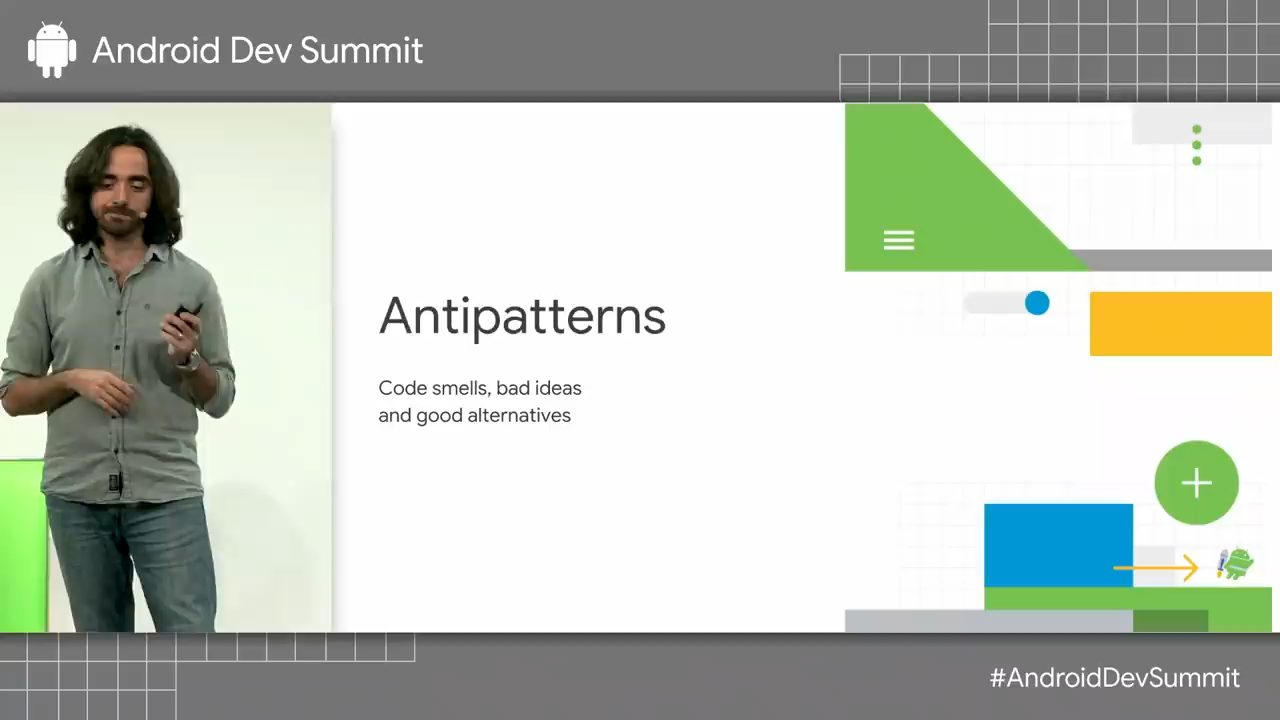 Android Dev Summit
Antipatterns
Code smells, bad ideas
and good alternatives
#AndroidDevSummit